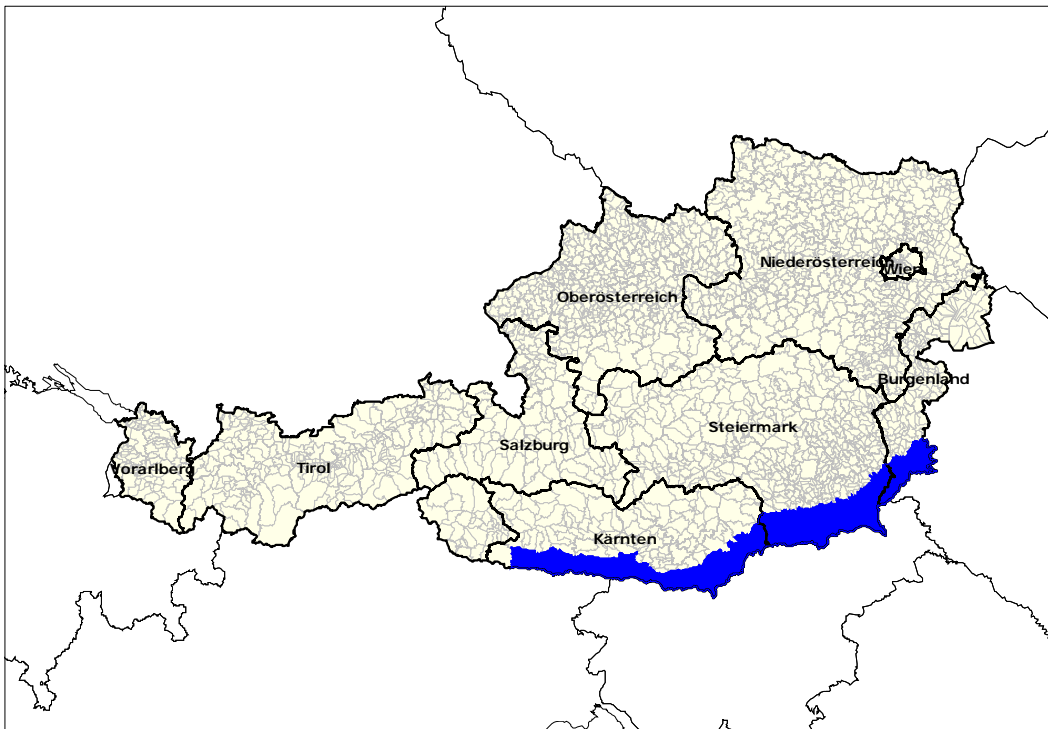 Niederösterreich
Wien
Oberösterreich
Burgenland
Steiermark
Salzburg
Tirol
Vorarlberg
Kärnten